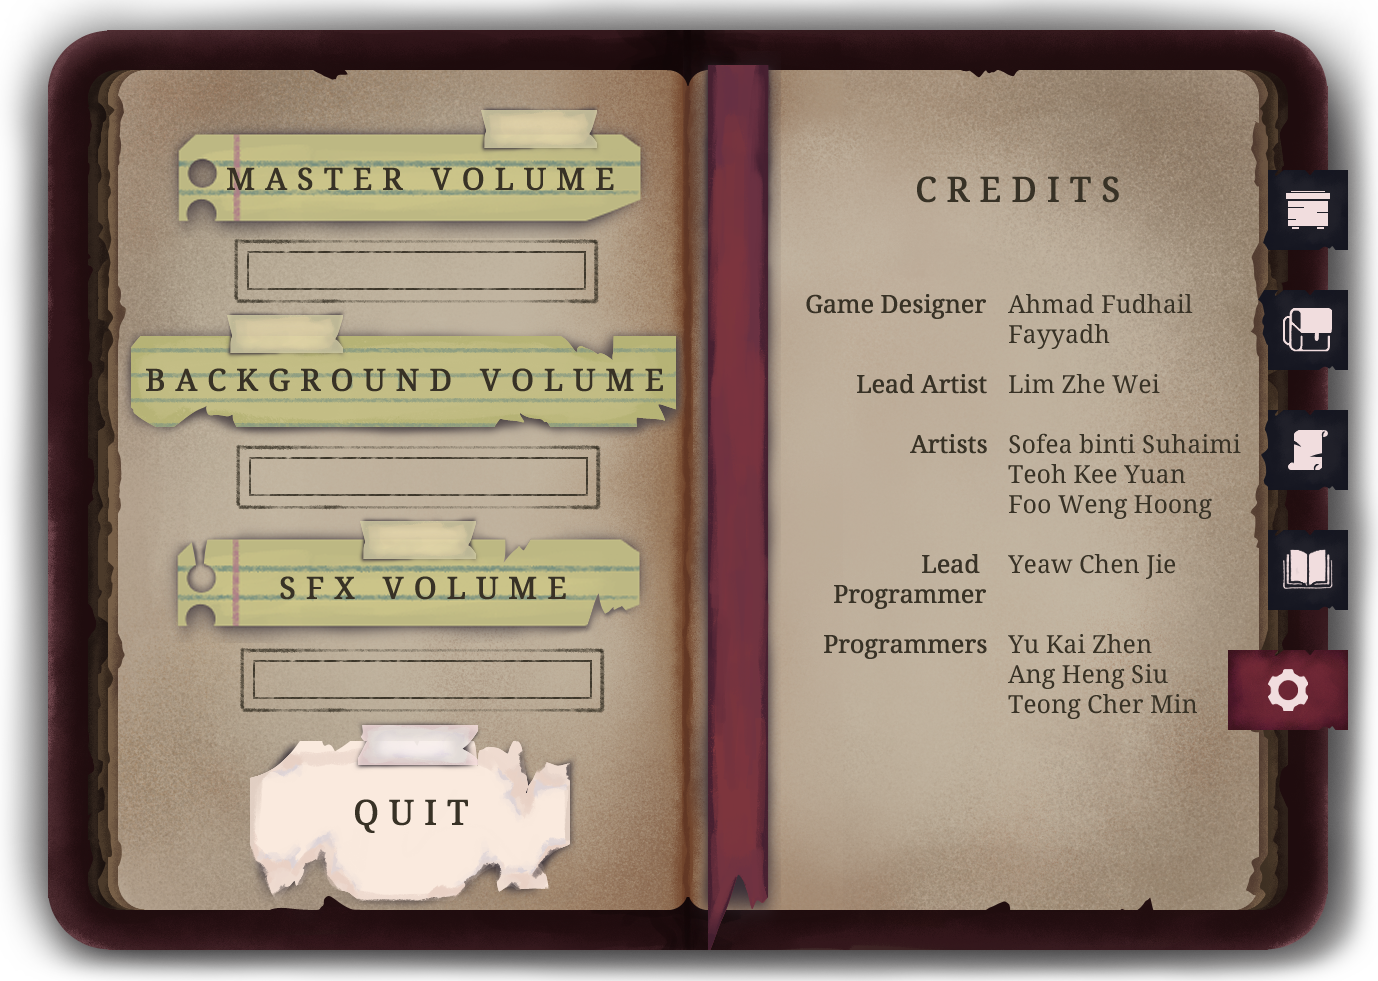 MASTER VOLUME
BACKGROUND VOLUME
SFX VOLUME
QUIT
CREDITS
Game Designer Ahmad Fudhail
Fayyadh
Lead Artist Lim Zhe Wei
Artists Sofea binti Suhaimi
Teoh Kee Yuan
Foo Weng Hoong
Lead Yeaw Chen Jie
Programmer
Programmers Yu Kai Zhen
Ang Heng Siu
Teong Cher Min